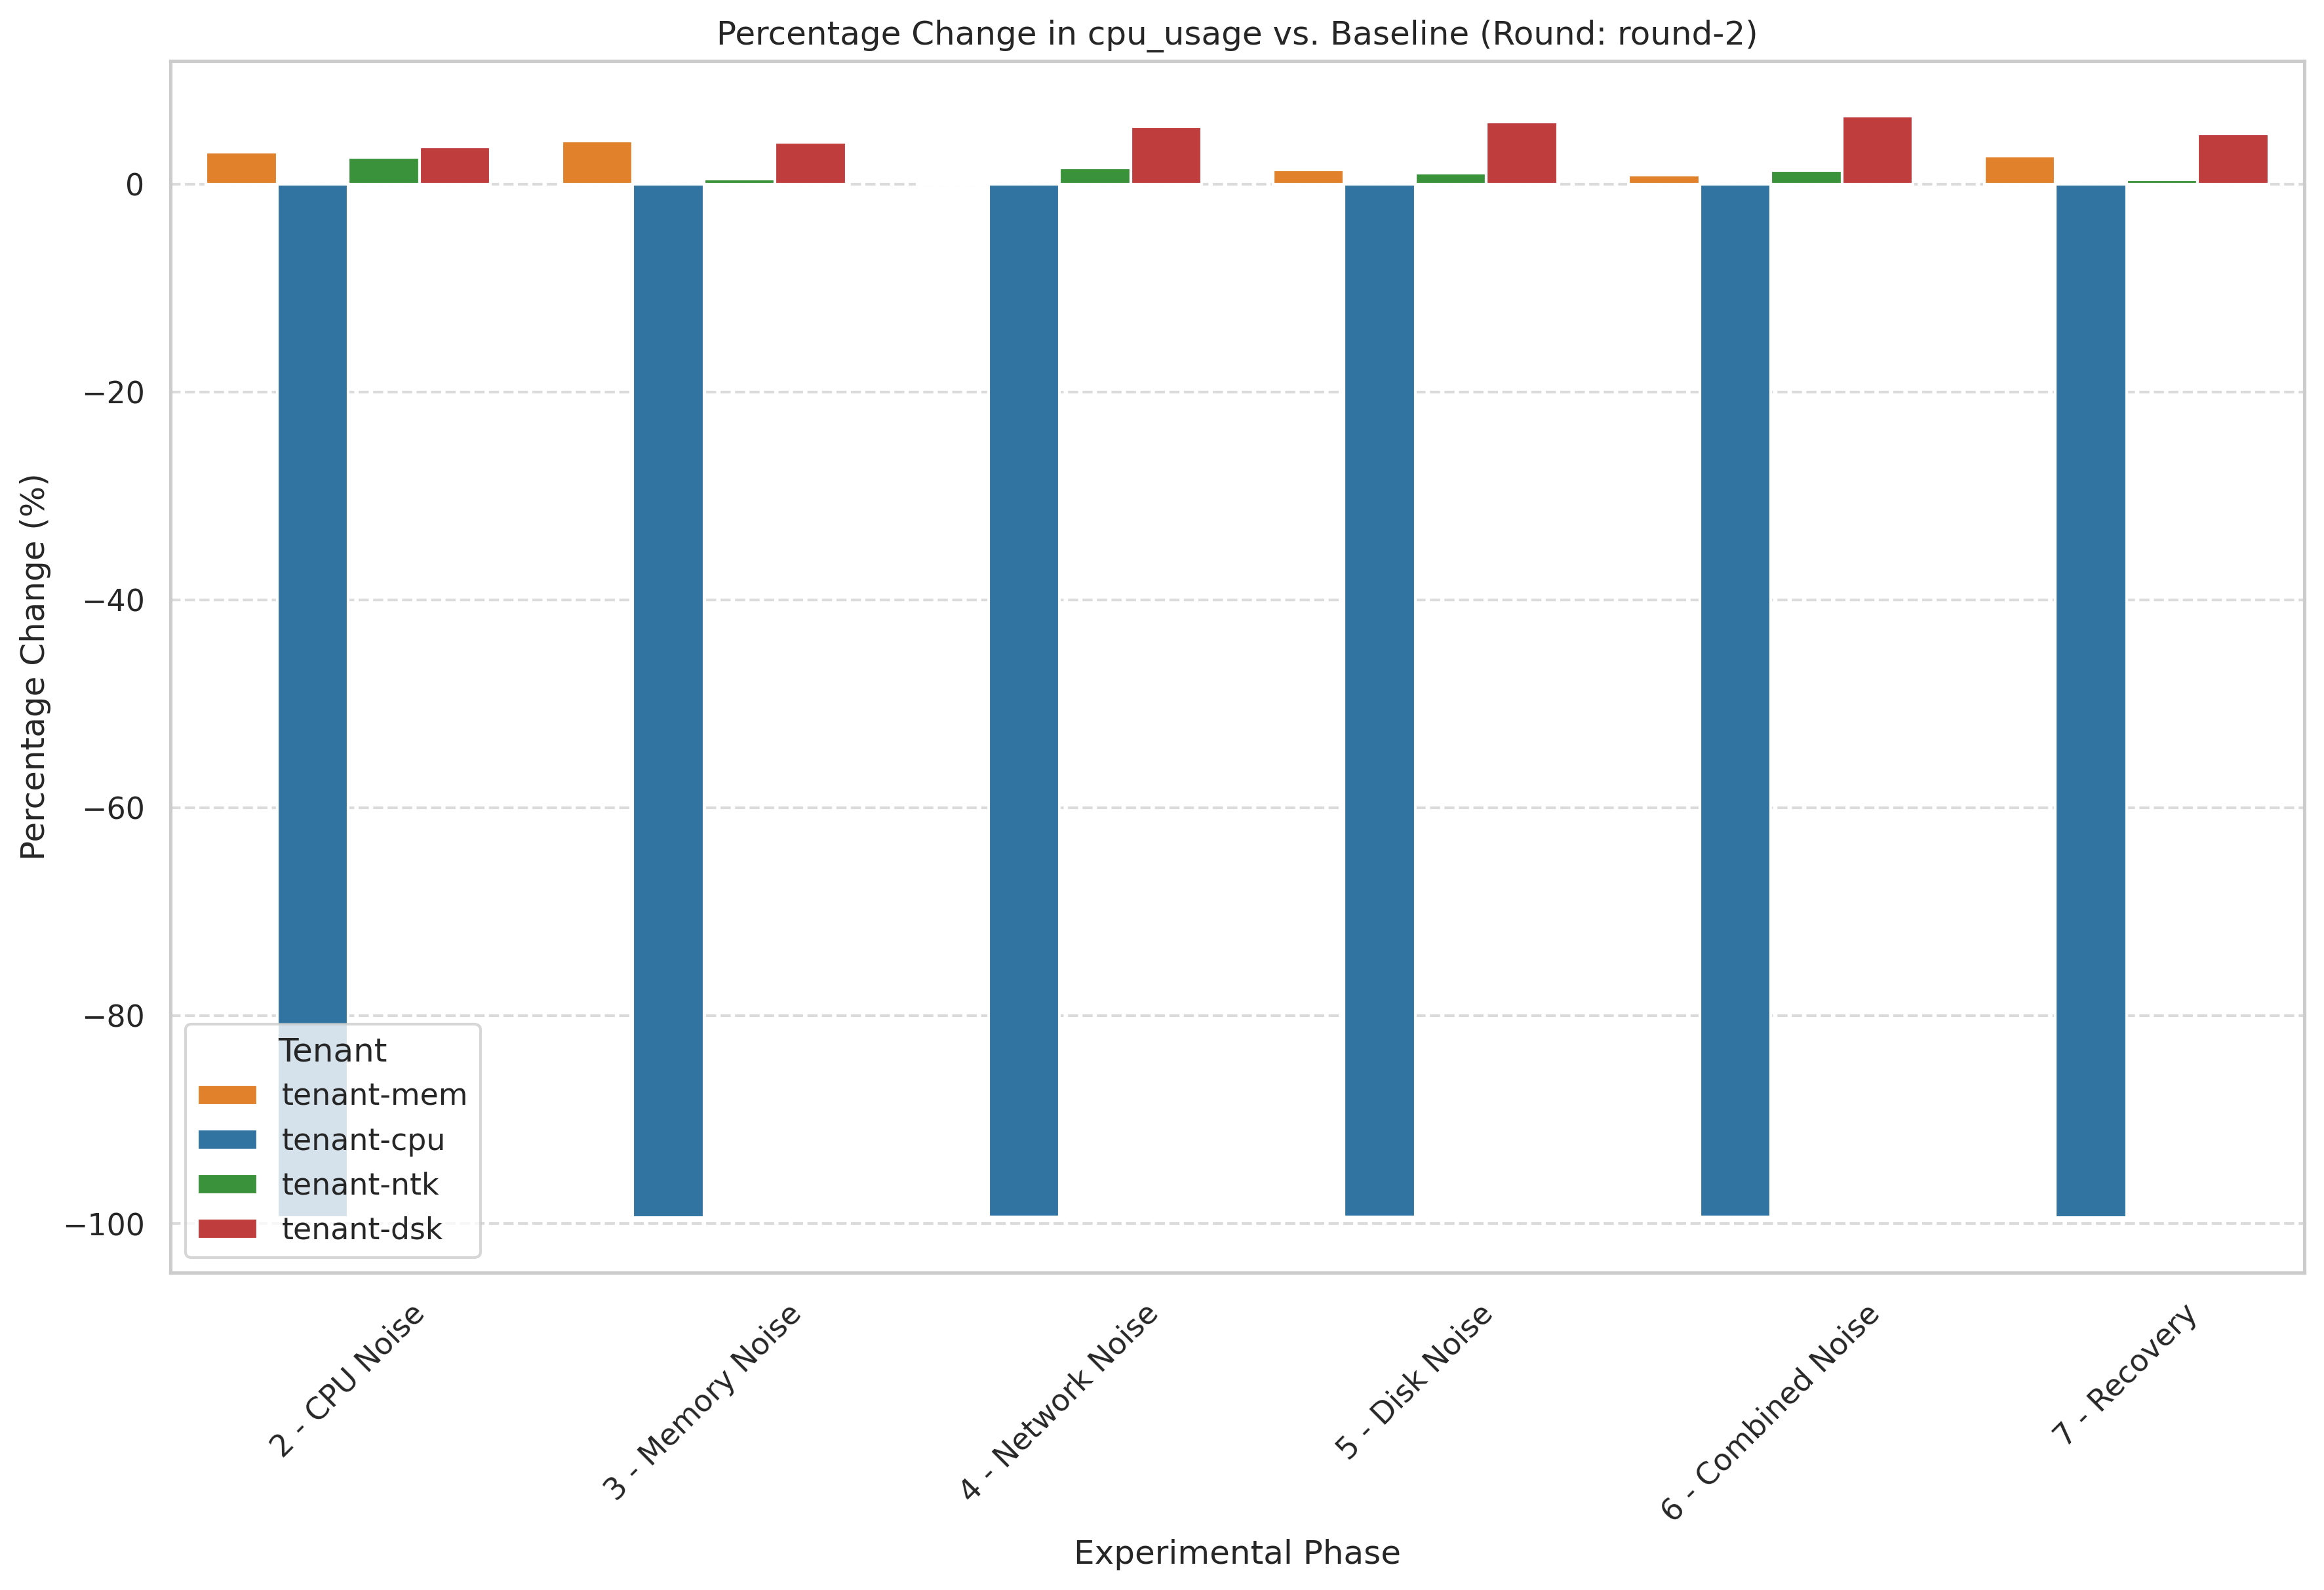 Percentage Change in cpu_usage vs. Baseline (Round: round-2)
Percentage Change (%)
0
−20
−40
−60
−80
−100
Tenant
tenant-mem
tenant-cpu
tenant-ntk
tenant-dsk
2 - CPU Noise
3 - Memory Noise
4 - Network Noise
5 - Disk Noise
6 - Combined Noise
7 - Recovery
Experimental Phase